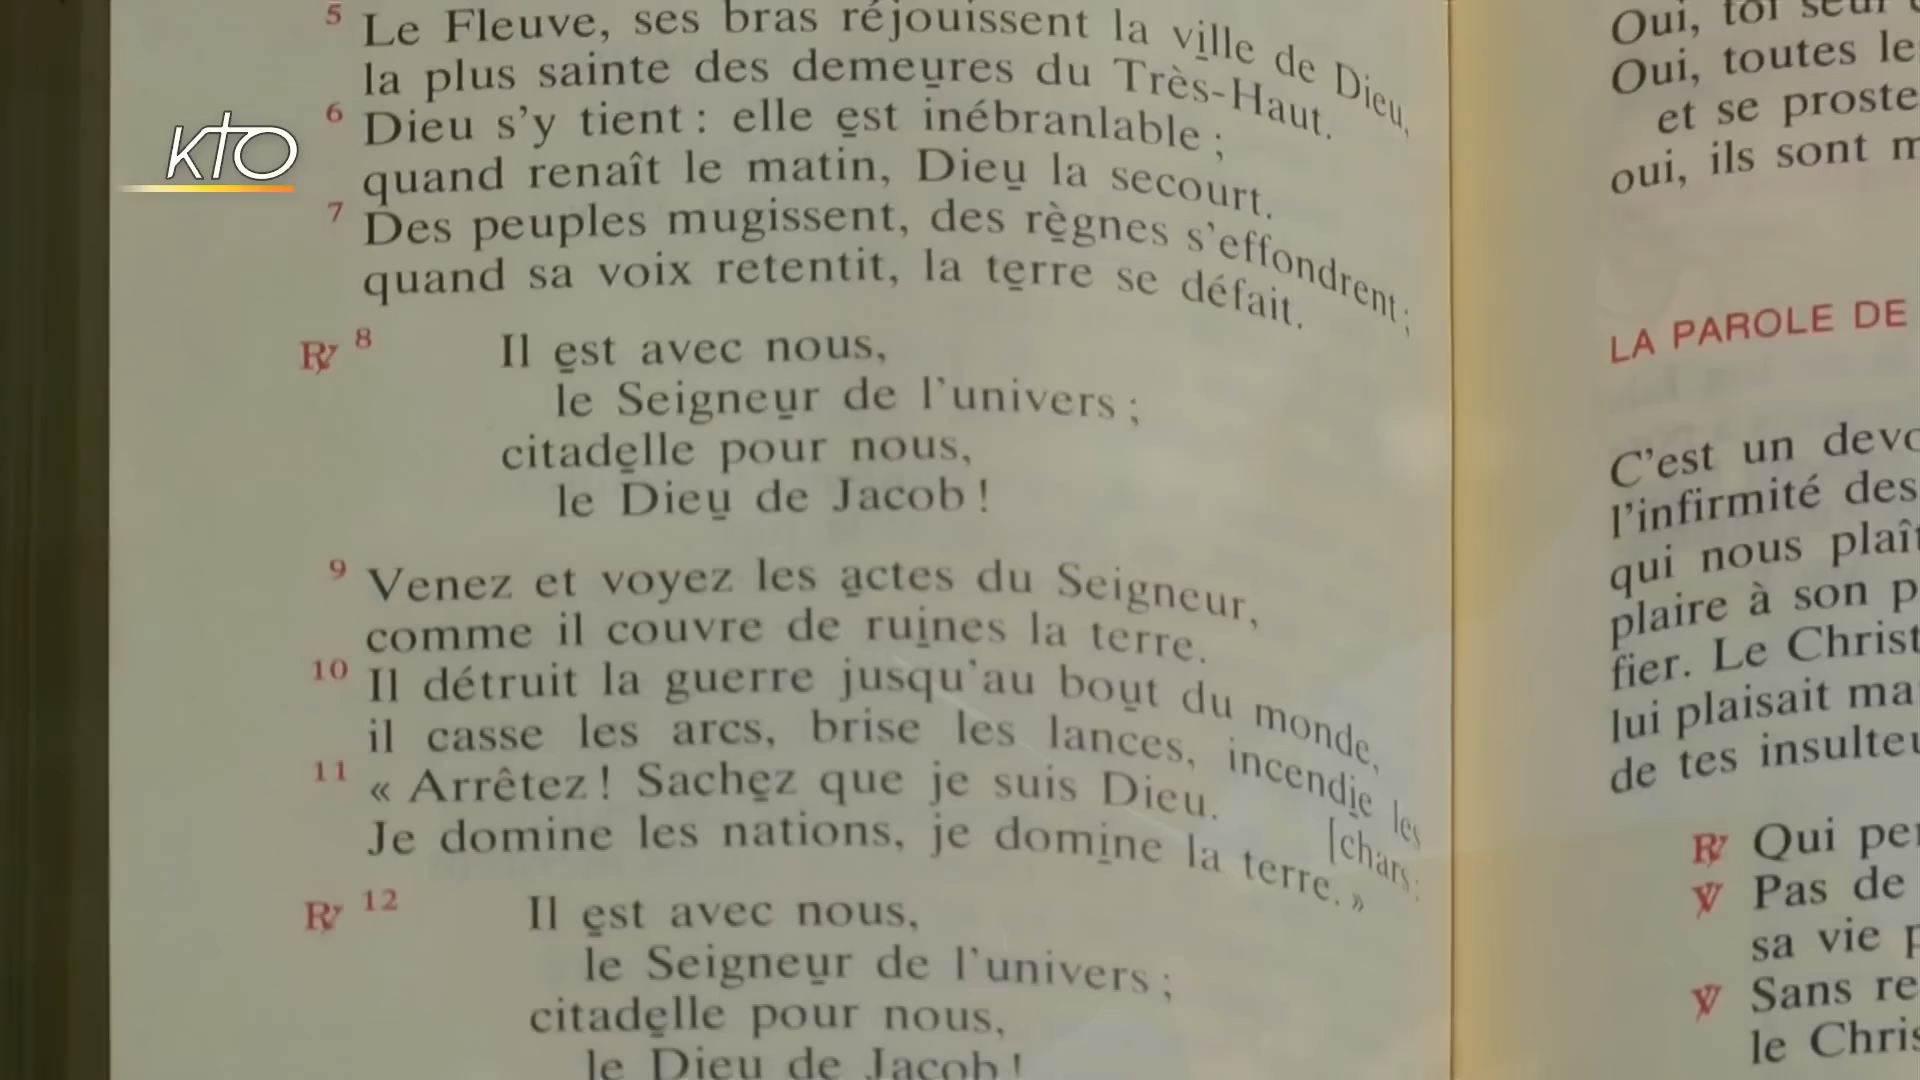 KTO
5 Le Fleuve, ses bras réjouissent la ville de Dieu,
la plus sainte des demeures du Très-Haut.
6 Dieu s'y tient : elle est inébranlable ;
quand renaît le matin, Dieu la secourt.
7 Des peuples mugissent, des règnes s'effondrent ;
quand sa voix retentit, la terre se défait.
℟ 8 Il est avec nous,
le Seigneur de l'univers ;
citadelle pour nous,
le Dieu de Jacob !
9 Venez et voyez les actes du Seigneur,
comme il couvre de ruines la terre.
10 Il détruit la guerre jusqu'au bout du monde,
il casse les arcs, brise les lances, incendie les
[chars :
11 « Arrêtez ! Sachez que je suis Dieu.
Je domine les nations, je domine la terre. »
℟ 12 Il est avec nous,
le Seigneur de l'univers ;
citadelle pour nous,
le Dieu de Jacob !
Oui, toi seul
Oui, toutes le
et se proste
oui, ils sont m
LA PAROLE DE
C'est un devo
l'infirmité des
qui nous plaît
plaire à son p
fier. Le Christ
lui plaisait ma
de tes insulteu
℟ Qui pe
℣ Pas de
sa vie p
℣ Sans re
le Chris